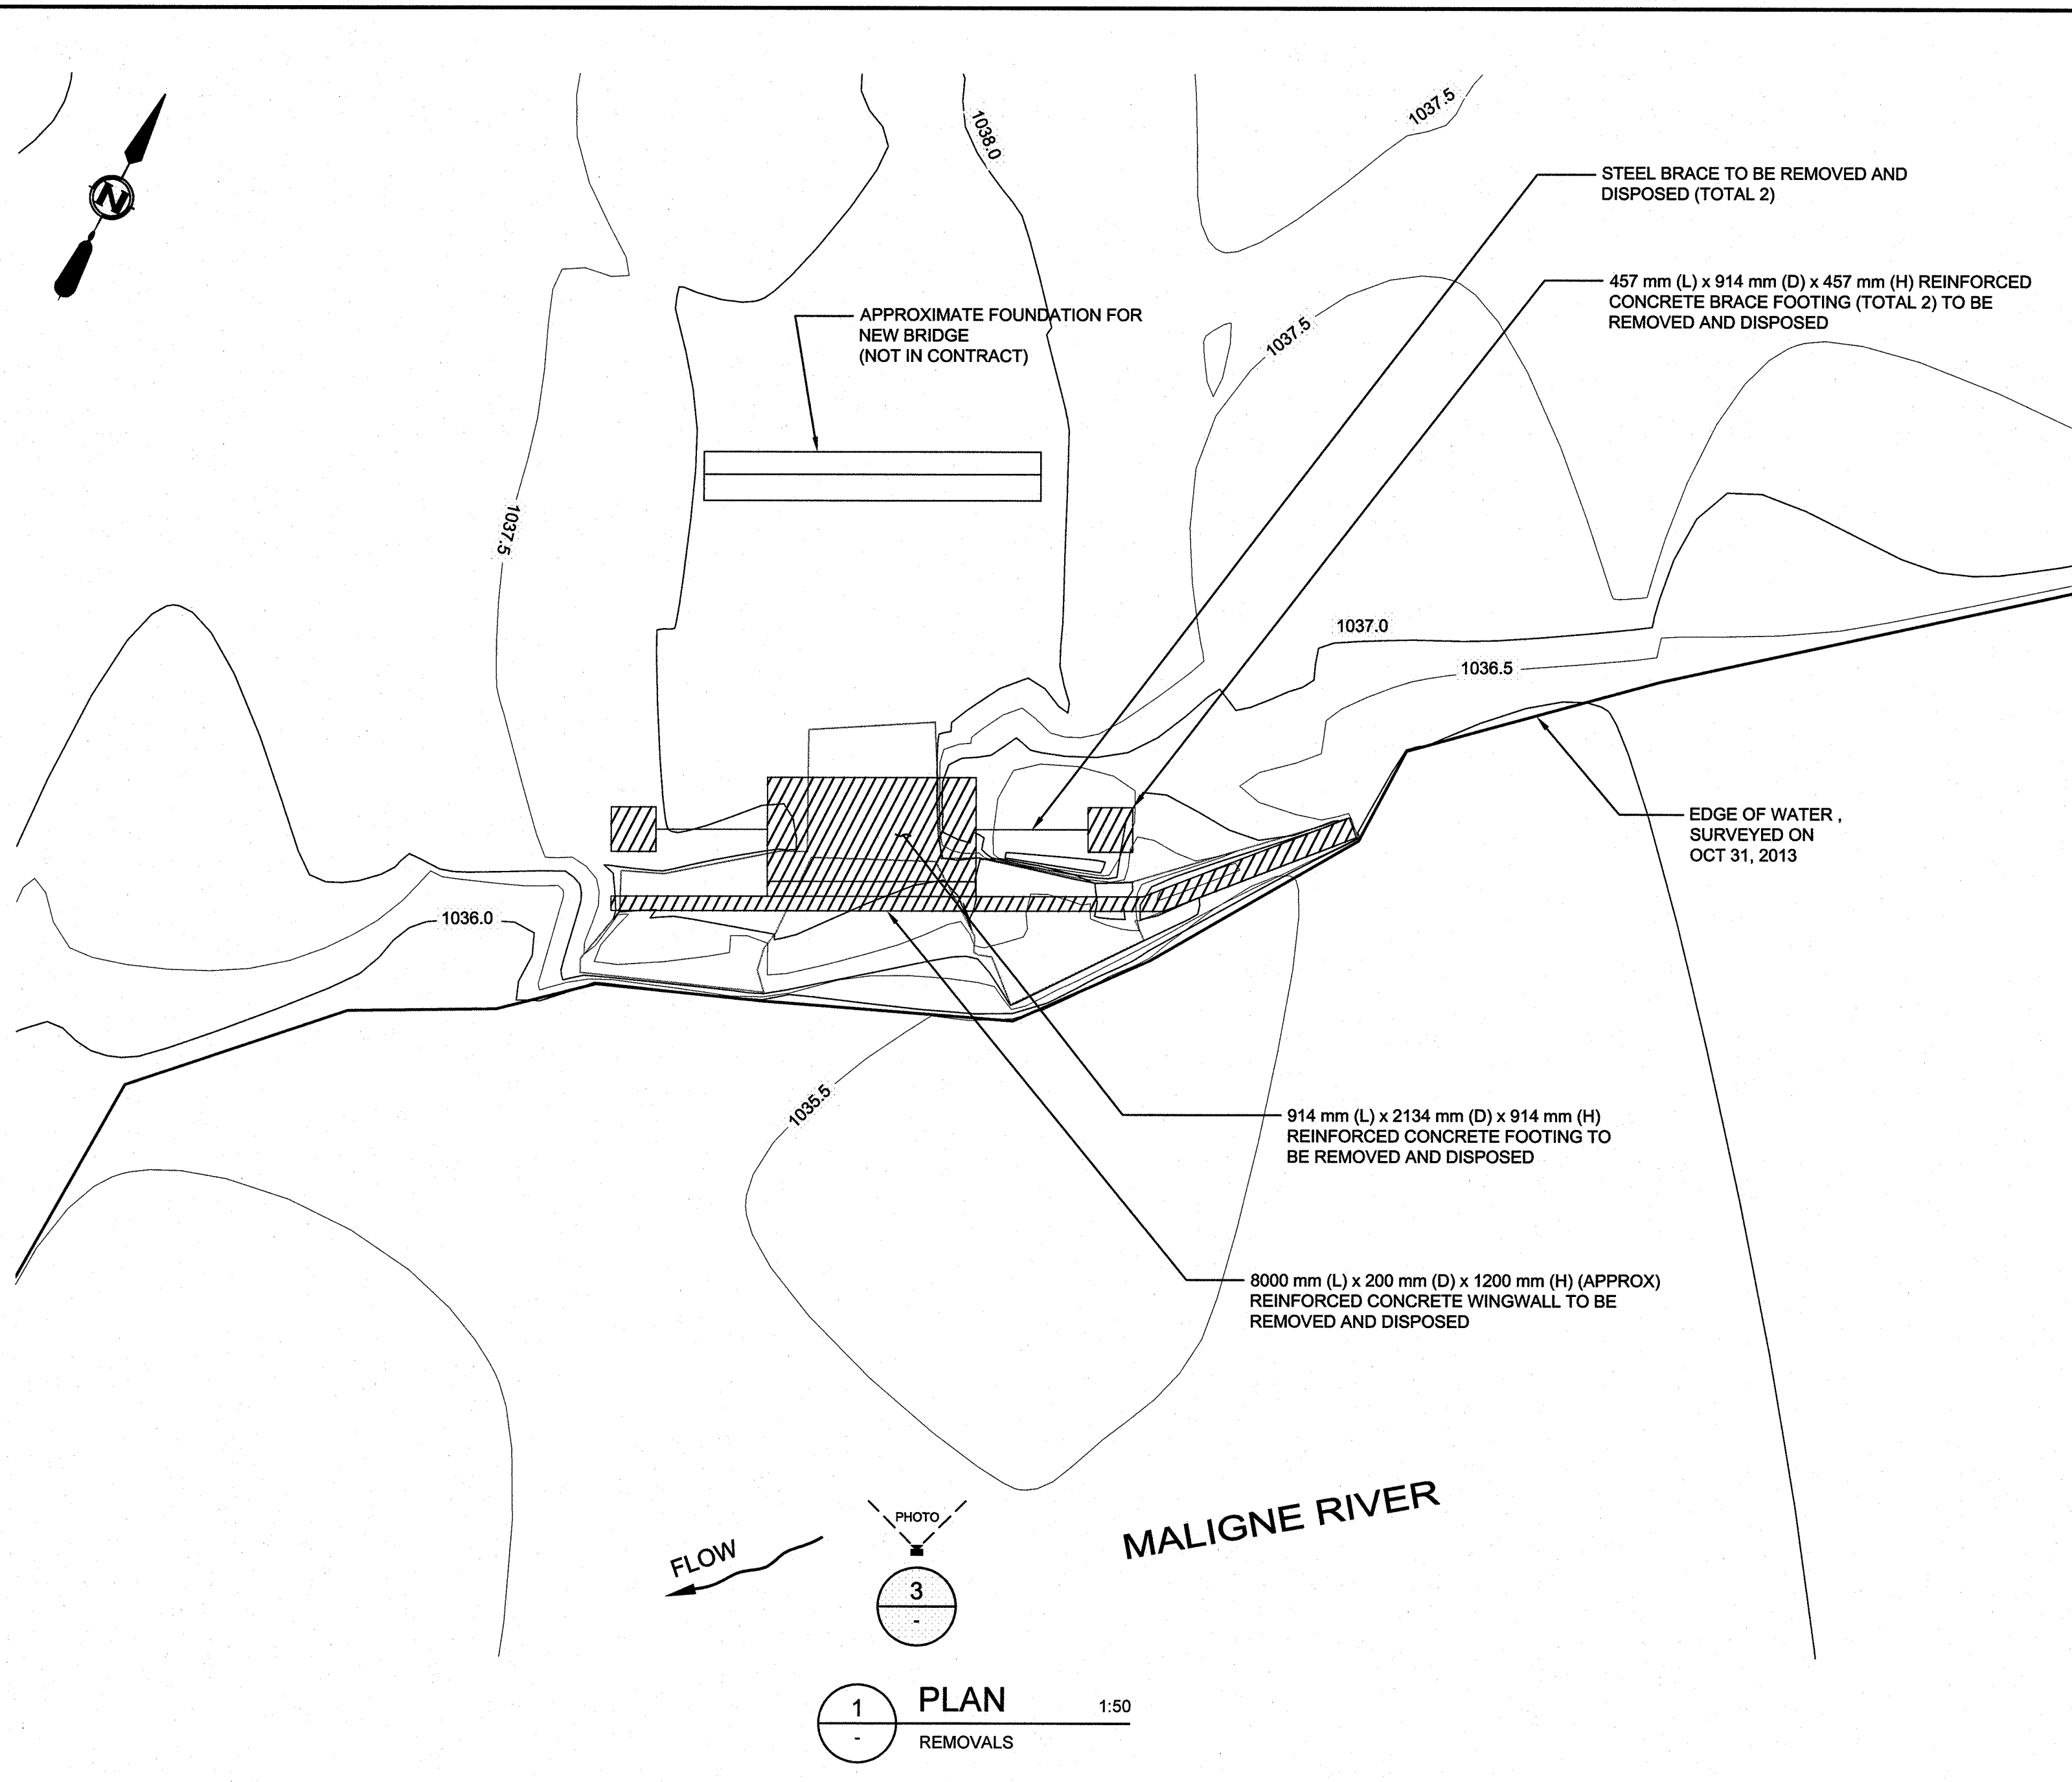 1037.5
1038.0
N
STEEL BRACE TO BE REMOVED AND
DISPOSED (TOTAL 2)
457 mm (L) x 914 mm (D) x 457 mm (H) REINFORCED
CONCRETE BRACE FOOTING (TOTAL 2) TO BE
REMOVED AND DISPOSED
APPROXIMATE FOUNDATION FOR
NEW BRIDGE
(NOT IN CONTRACT)
1037.5
1037.5
1037.0
1036.5
EDGE OF WATER ,
SURVEYED ON
OCT 31, 2013
1036.0
1035.5
914 mm (L) x 2134 mm (D) x 914 mm (H)
REINFORCED CONCRETE FOOTING TO
BE REMOVED AND DISPOSED
8000 mm (L) x 200 mm (D) x 1200 mm (H) (APPROX)
REINFORCED CONCRETE WINGWALL TO BE
REMOVED AND DISPOSED
MALIGNE RIVER
PHOTO
FLOW
3
-
1
-
PLAN 1:50
REMOVALS